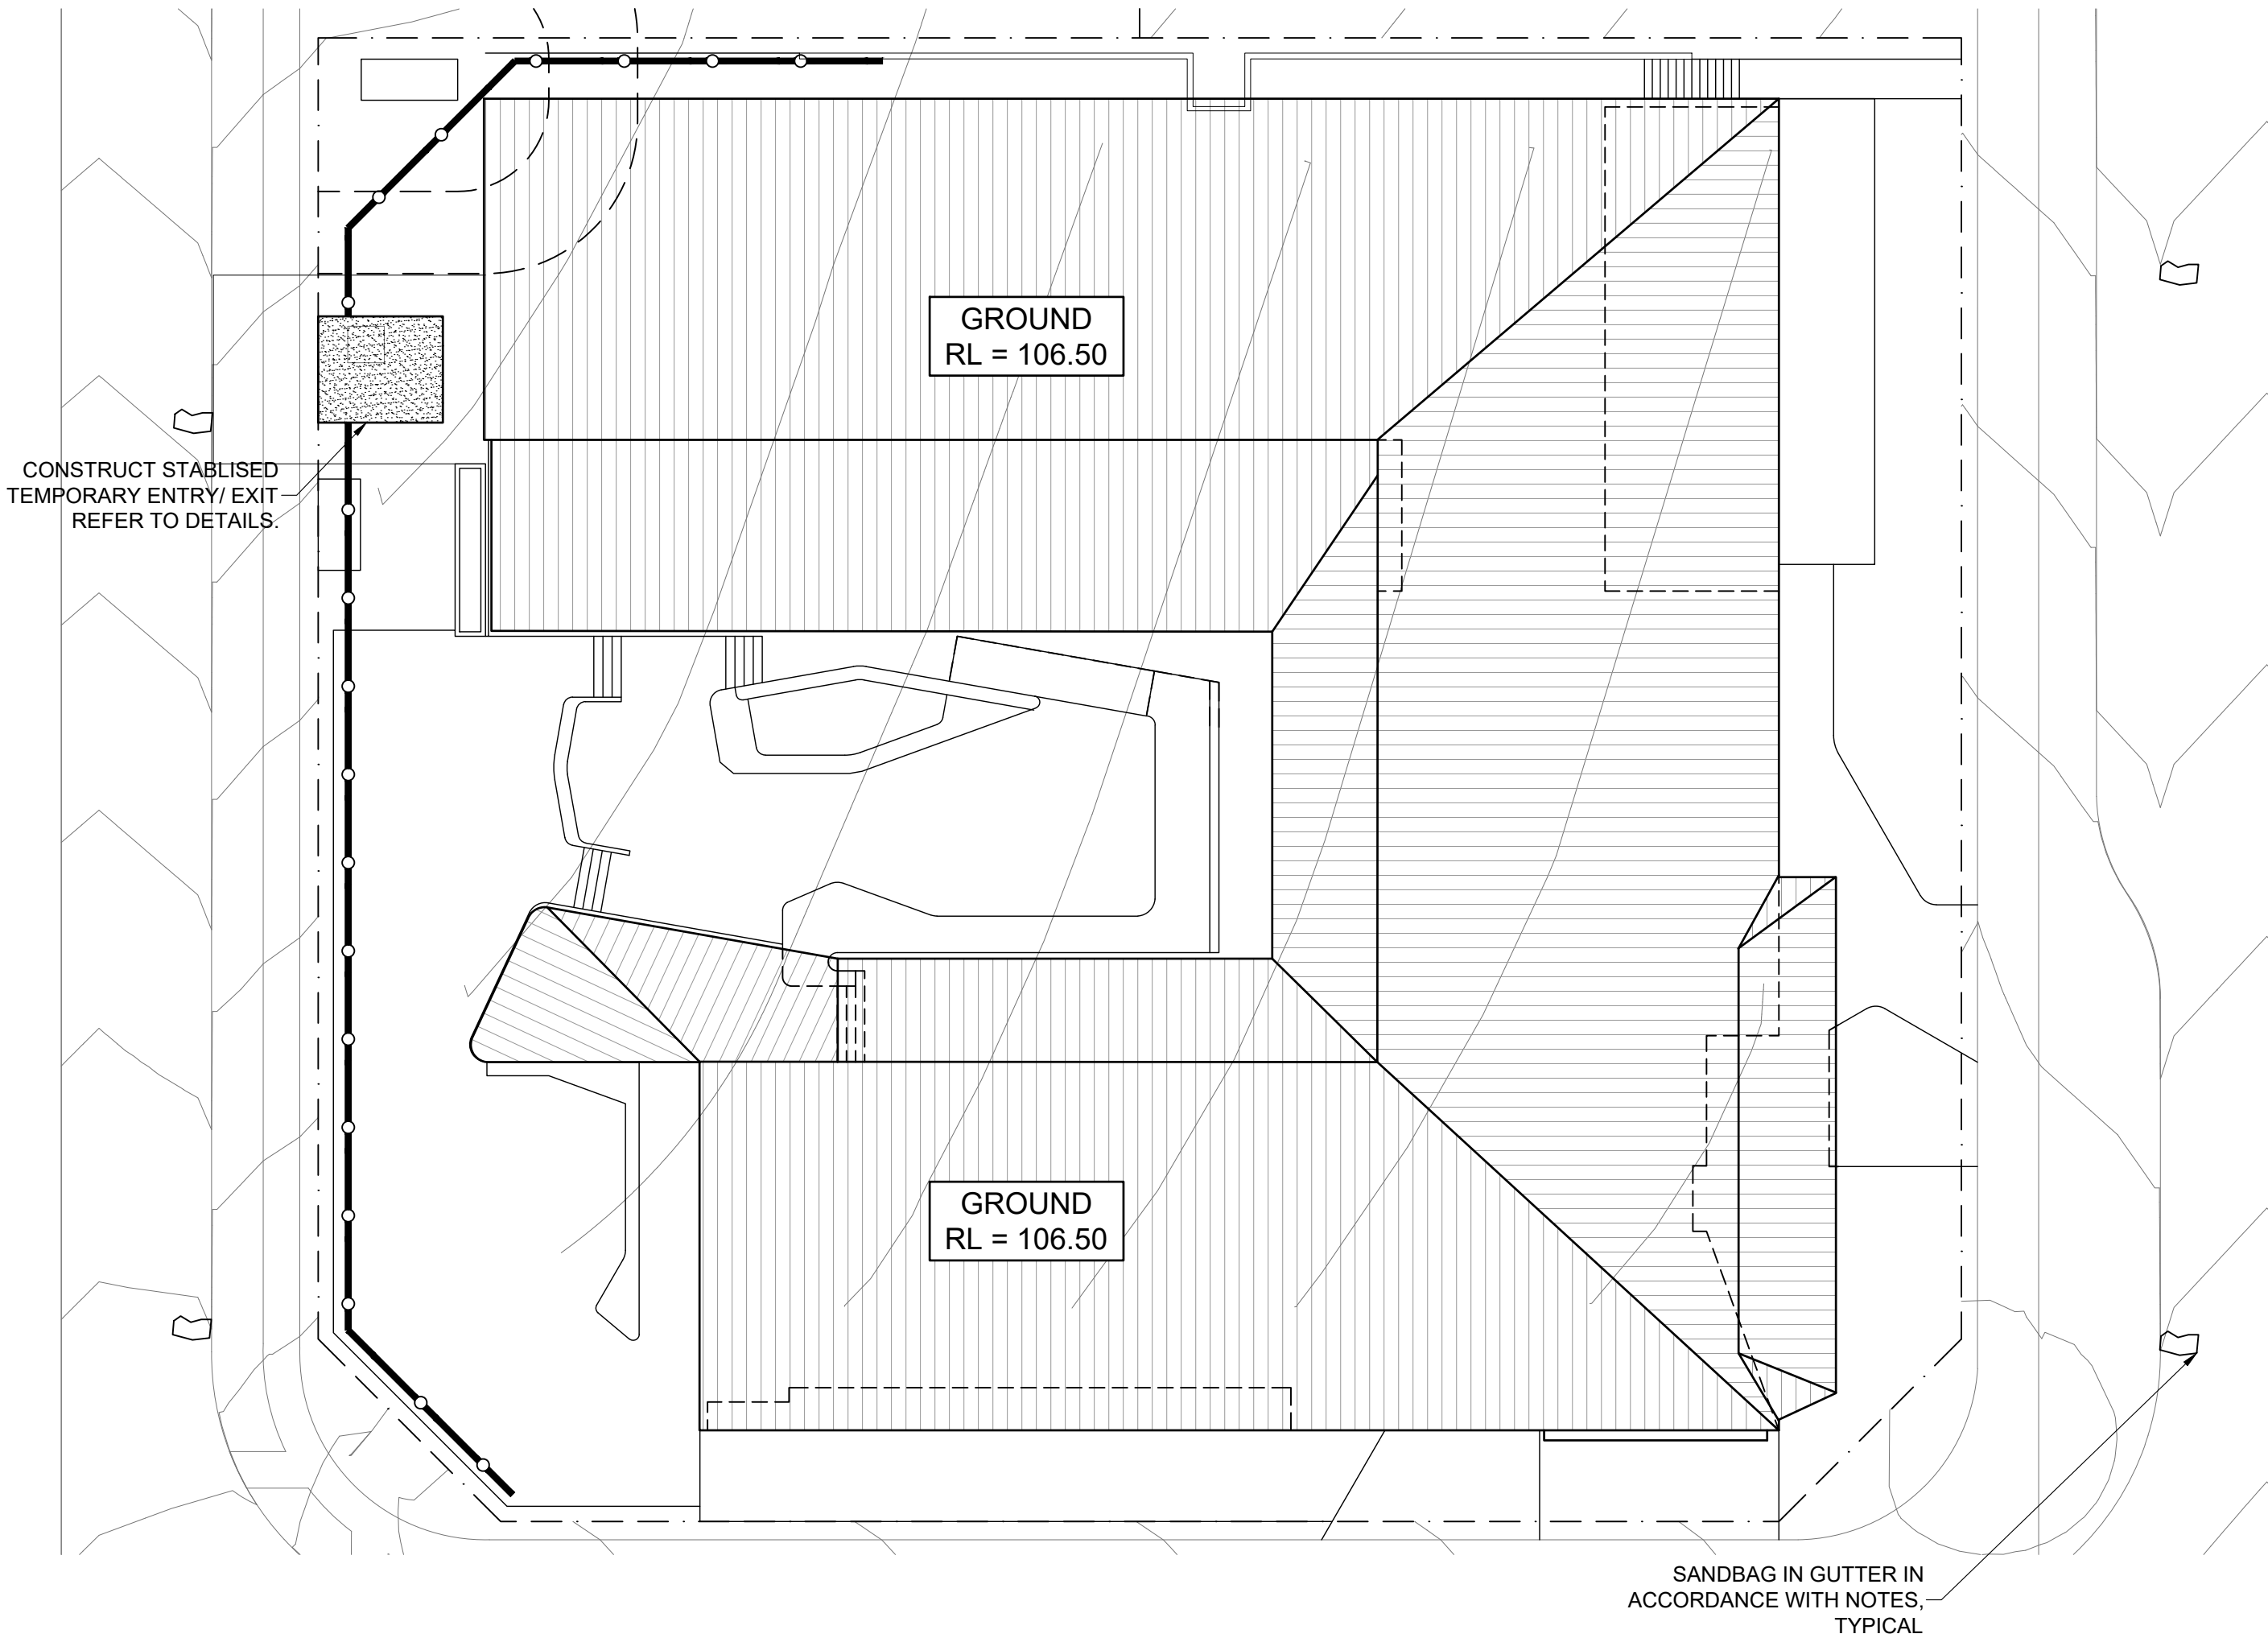 GROUND
RL = 106.50
CONSTRUCT STABLISED
TEMPORARY ENTRY/ EXIT
REFER TO DETAILS.
GROUND
RL = 106.50
SANDBAG IN GUTTER IN
ACCORDANCE WITH NOTES,
TYPICAL